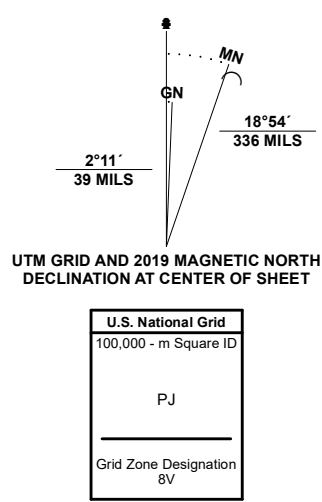 MN
GN
18°54´
336 MILS
2°11´
39 MILS
UTM GRID AND 2019 MAGNETIC NORTH
DECLINATION AT CENTER OF SHEET
U.S. National Grid
100,000 - m Square ID
PJ
Grid Zone Designation
8V